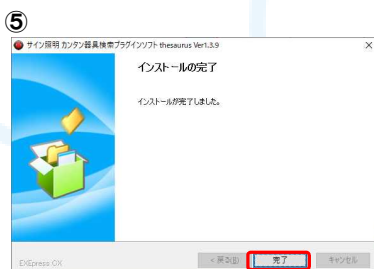 ⑤
サイン照明 カンタン器具検索プラグインソフト thesaurus Ver1.3.9
インストールの完了
インストールが完了しました。
EXEpress CX
< 戻る(B)
完了
キャンセル